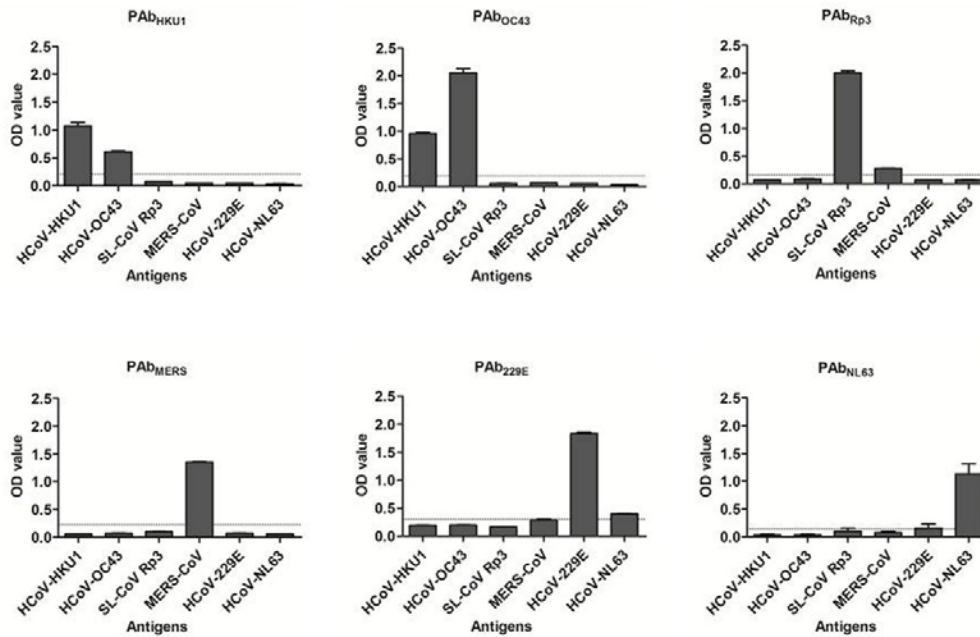 PAbHKU1
OD value
2.5
2.0
1.5
1.0
0.5
0.0
HCoV-HKU1
HCoV-OC43
SL-CoV Rp3
MERS-CoV
HCoV-229E
HCoV-NL63
Antigens
PAbOC43
OD value
2.5
2.0
1.5
1.0
0.5
0.0
HCoV-HKU1
HCoV-OC43
SL-CoV Rp3
MERS-CoV
HCoV-229E
HCoV-NL63
Antigens
PAbRp3
OD value
2.5
2.0
1.5
1.0
0.5
0.0
HCoV-HKU1
HCoV-OC43
SL-CoV Rp3
MERS-CoV
HCoV-229E
HCoV-NL63
Antigens
PAbMERS
OD value
2.5
2.0
1.5
1.0
0.5
0.0
HCoV-HKU1
HCoV-OC43
SL-CoV Rp3
MERS-CoV
HCoV-229E
HCoV-NL63
Antigens
PAb229E
OD value
2.5
2.0
1.5
1.0
0.5
0.0
HCoV-HKU1
HCoV-OC43
SL-CoV Rp3
MERS-CoV
HCoV-229E
HCoV-NL63
Antigens
PAbNL63
OD value
2.5
2.0
1.5
1.0
0.5
0.0
HCoV-HKU1
HCoV-OC43
SL-CoV Rp3
MERS-CoV
HCoV-229E
HCoV-NL63
Antigens